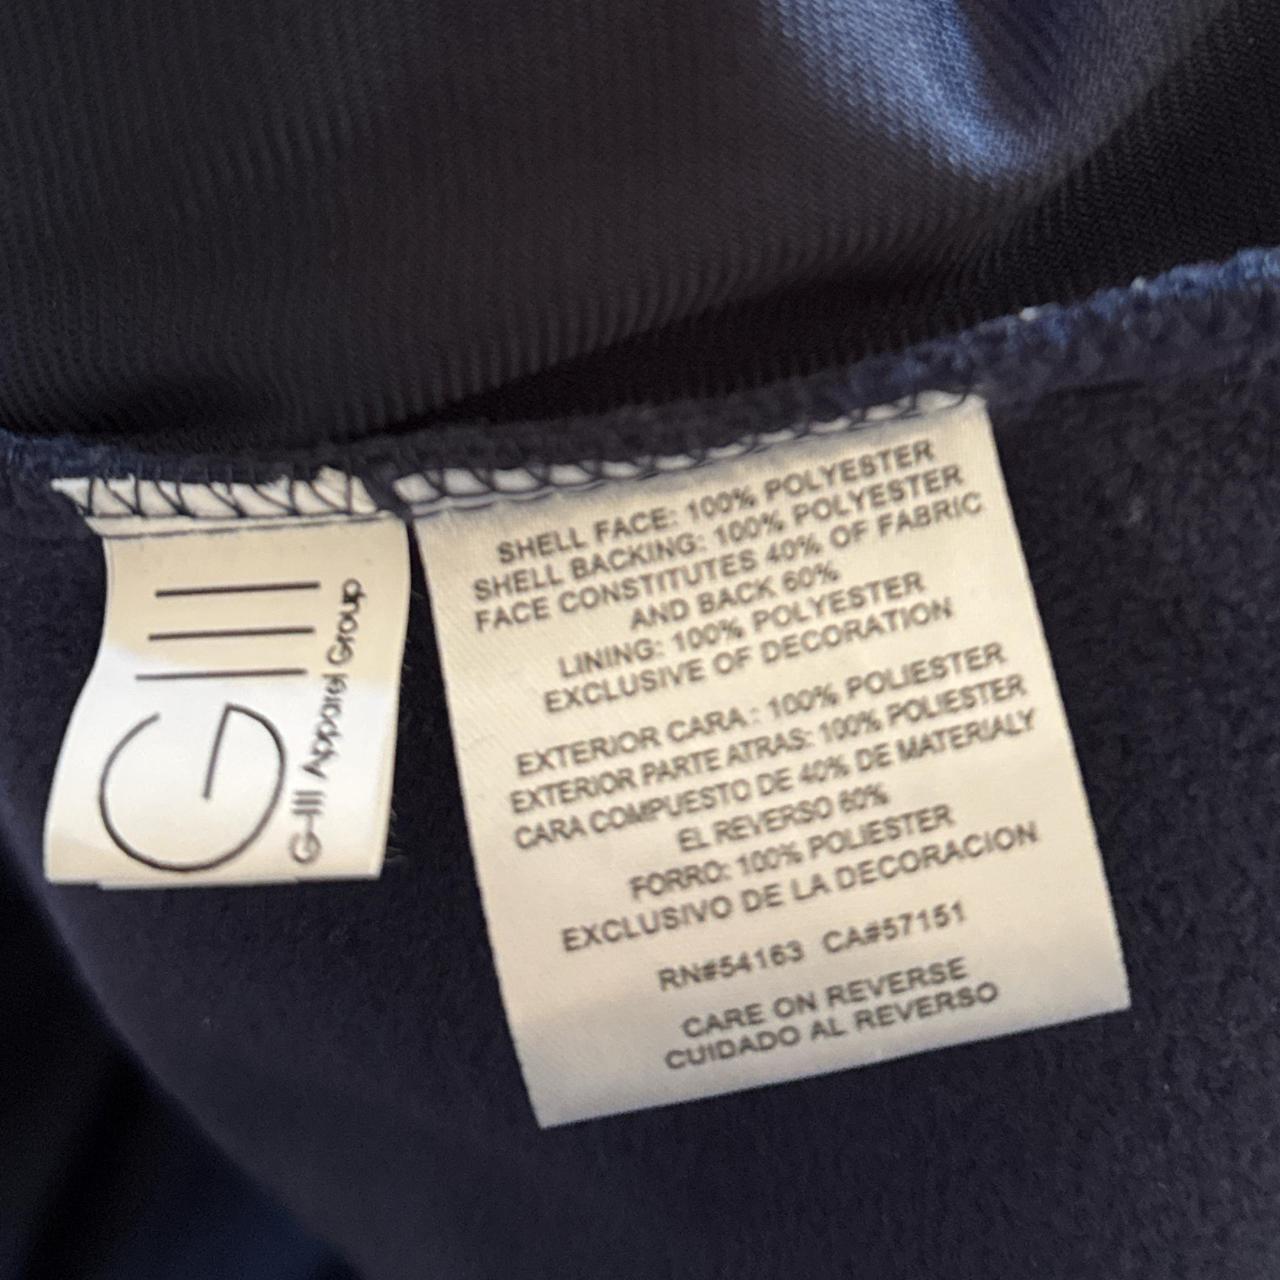 GIII
G-III Apparel Group
SHELL FACE: 100% POLYESTER
SHELL BACKING: 100% POLYESTER
FACE CONSTITUTES 40% OF FABRIC
AND BACK 60%
LINING: 100% POLYESTER
EXCLUSIVE OF DECORATION
EXTERIOR CARA : 100% POLIESTER
EXTERIOR PARTE ATRAS: 100% POLIESTER
CARA COMPUESTO DE 40% DE MATERIALY
EL REVERSO 60%
FORRO: 100% POLIESTER
EXCLUSIVO DE LA DECORACION
RN#54163 CA#57151
CARE ON REVERSE
CUIDADO AL REVERSO